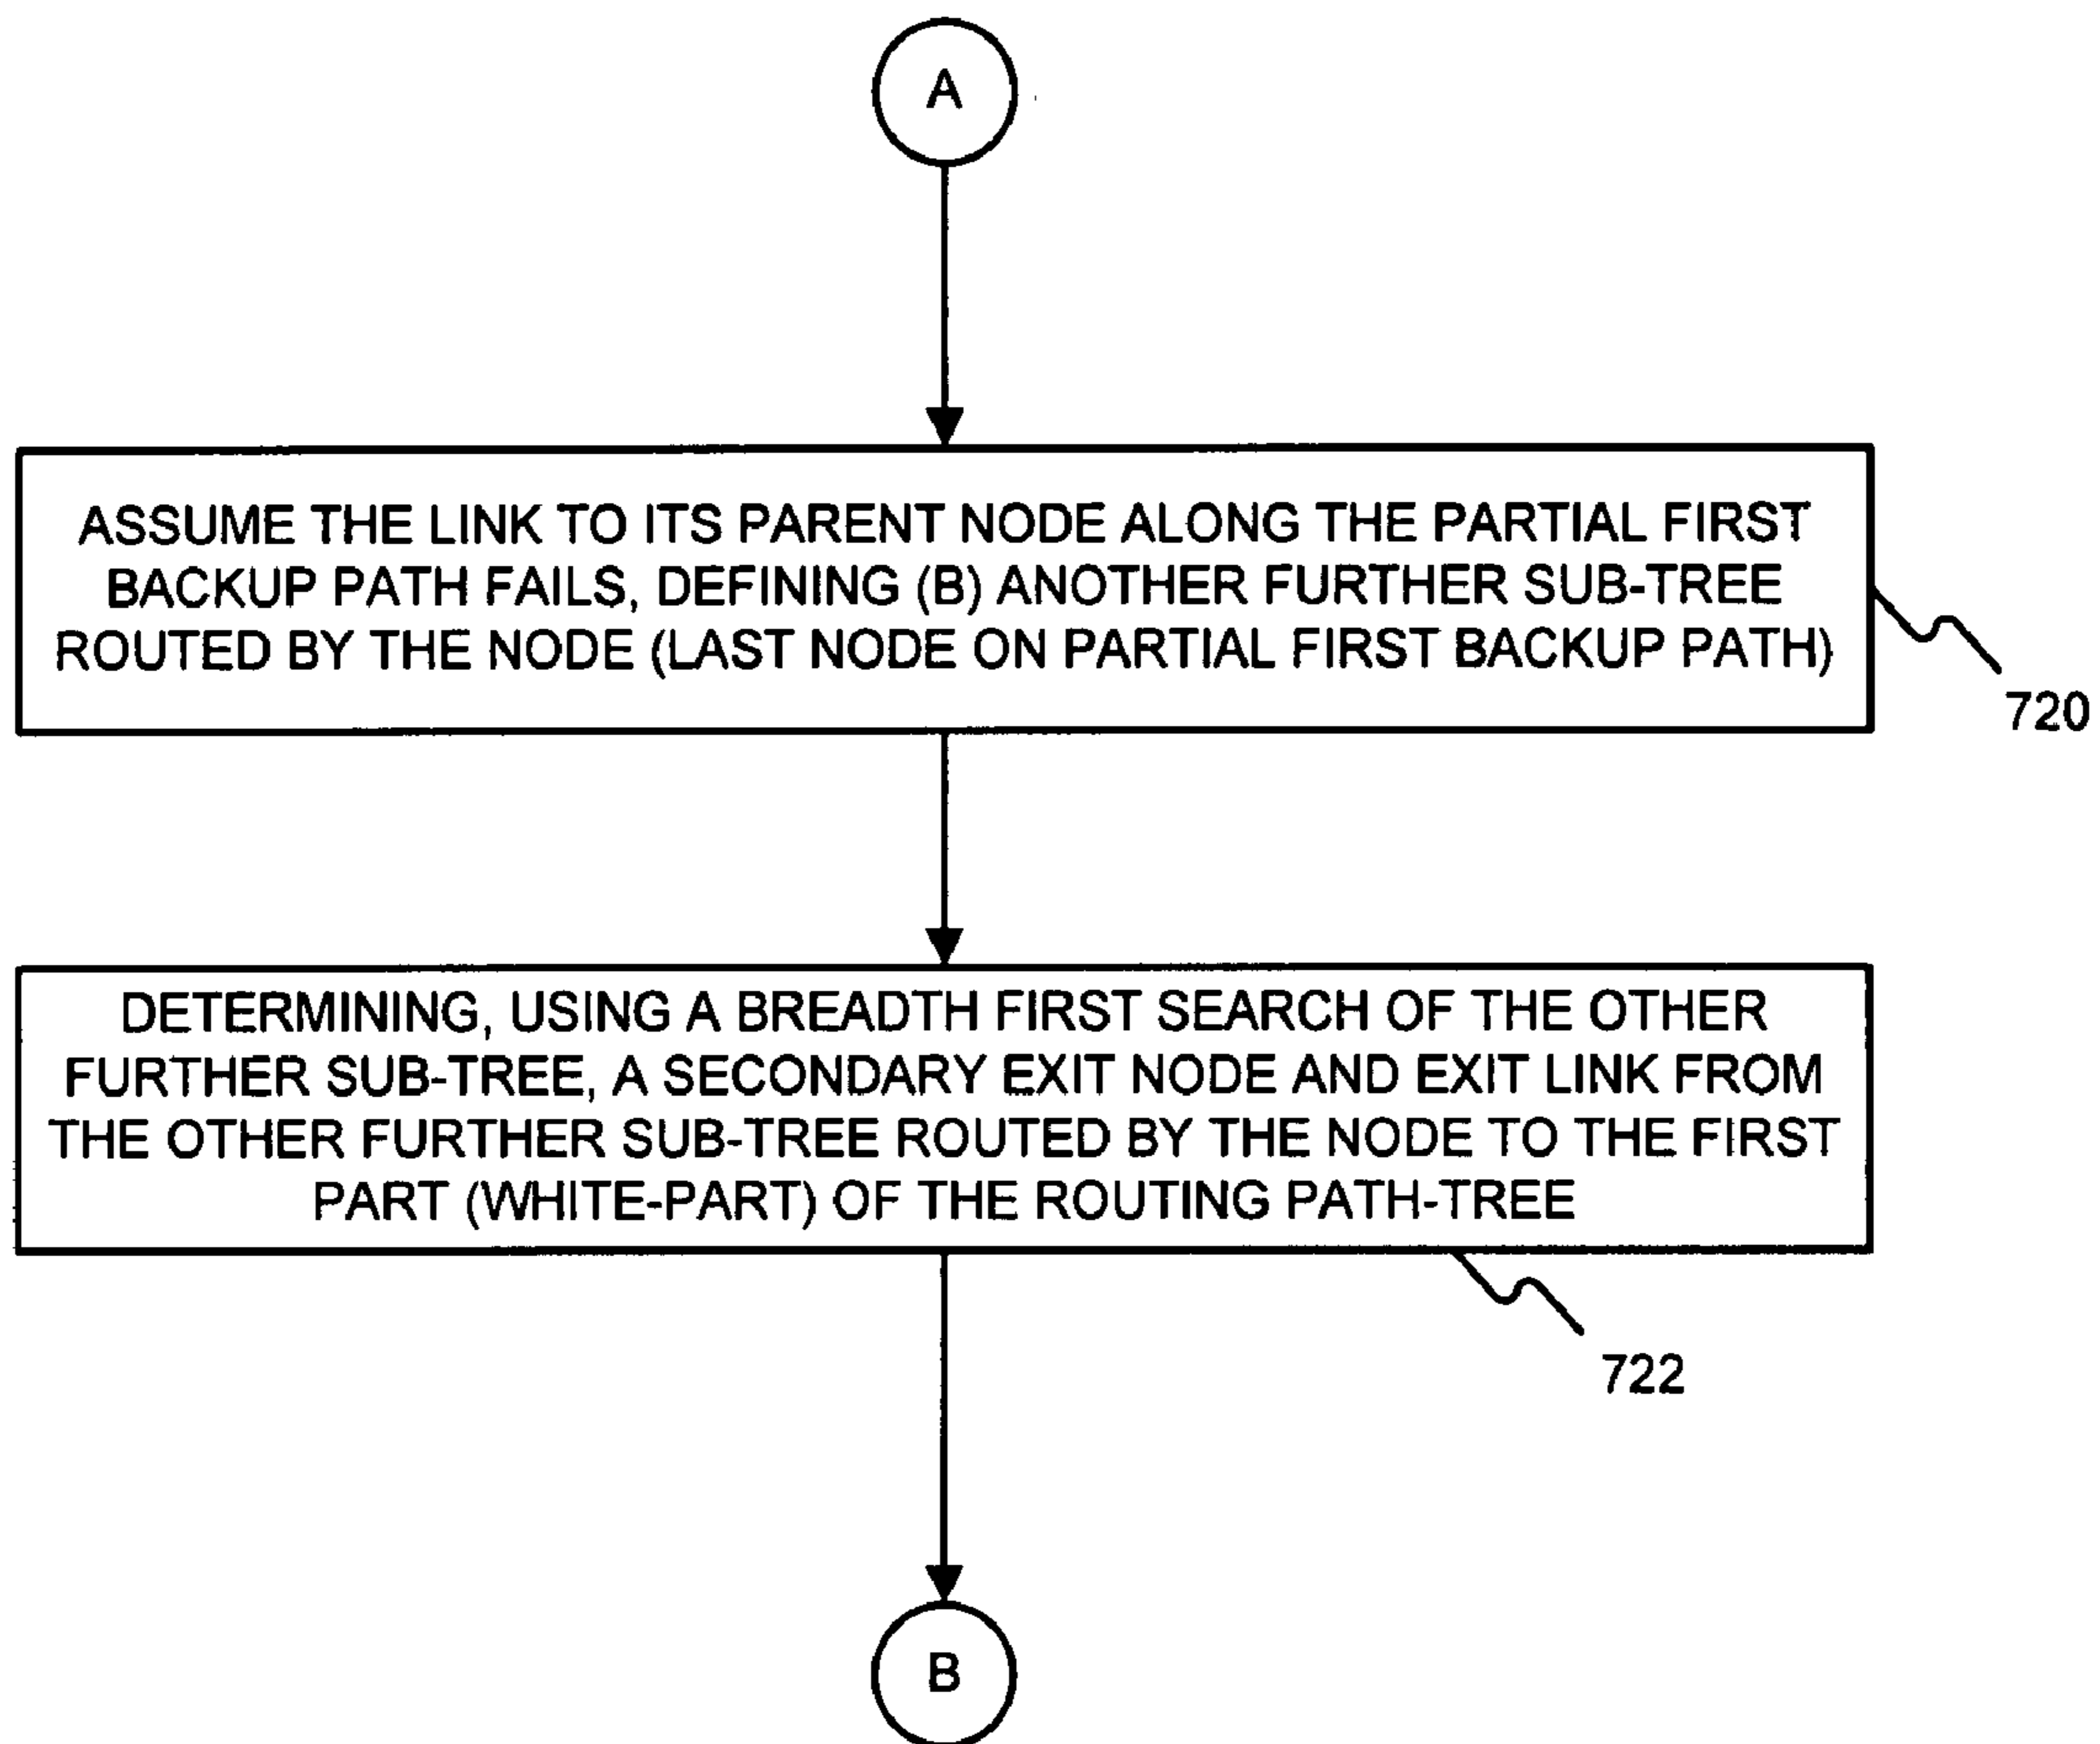 A
ASSUME THE LINK TO ITS PARENT NODE ALONG THE PARTIAL FIRST
BACKUP PATH FAILS, DEFINING (B) ANOTHER FURTHER SUB-TREE
ROUTED BY THE NODE (LAST NODE ON PARTIAL FIRST BACKUP PATH)
720
DETERMINING, USING A BREADTH FIRST SEARCH OF THE OTHER
FURTHER SUB-TREE, A SECONDARY EXIT NODE AND EXIT LINK FROM
THE OTHER FURTHER SUB-TREE ROUTED BY THE NODE TO THE FIRST
PART (WHITE-PART) OF THE ROUTING PATH-TREE
722
B